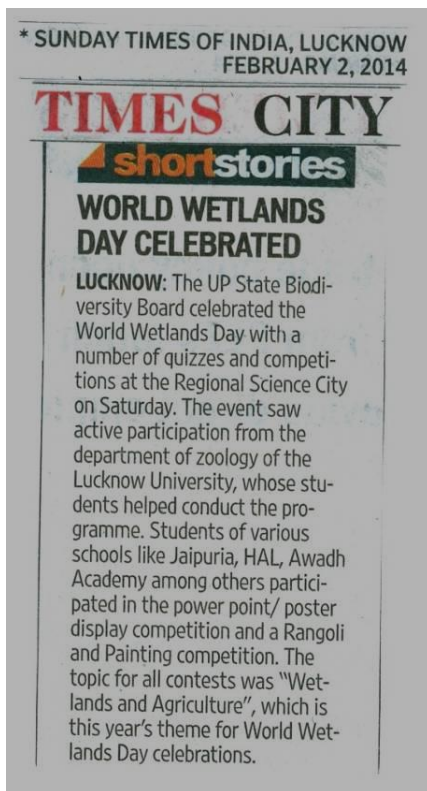 * SUNDAY TIMES OF INDIA, LUCKNOW
FEBRUARY 2, 2014
TIMES CITY
shortstories
WORLD WETLANDS
DAY CELEBRATED
LUCKNOW: The UP State Biodi-
versity Board celebrated the
World Wetlands Day with a
number of quizzes and competi-
tions at the Regional Science City
on Saturday. The event saw
active participation from the
department of zoology of the
Lucknow University, whose stu-
dents helped conduct the pro-
gramme. Students of various
schools like Jaipuria, HAL, Awadh
Academy among others partici-
pated in the power point/ poster
display competition and a Rangoli
and Painting competition. The
topic for all contests was "Wet-
lands and Agriculture", which is
this year's theme for World Wet-
lands Day celebrations.